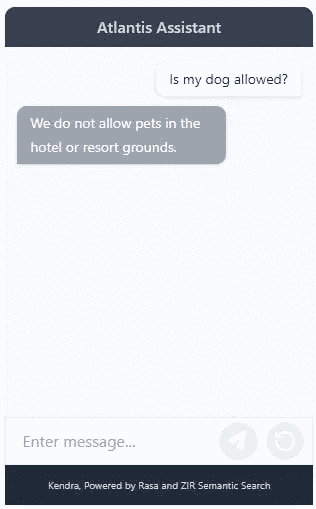 Atlantis Assistant
Is my dog allowed?
We do not allow pets in the
hotel or resort grounds.
Enter message...
Kendra, Powered by Rasa and ZIR Semantic Search